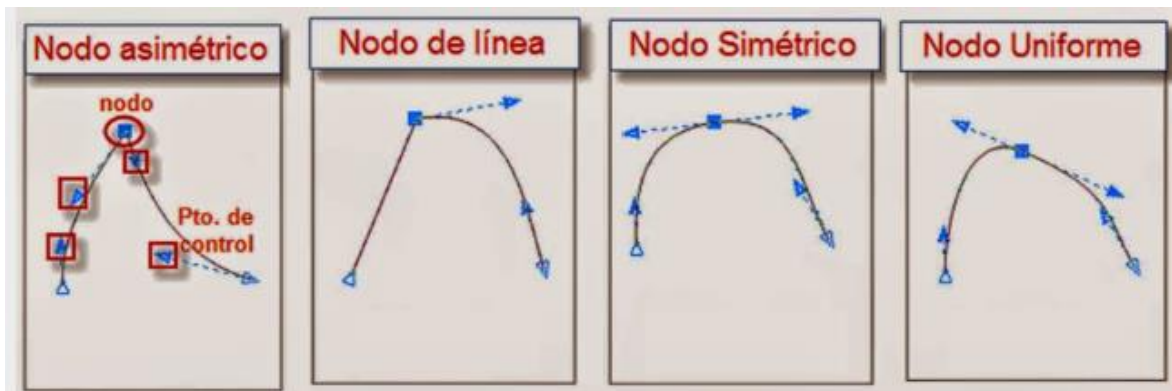 Nodo asimétrico
Nodo de línea
Nodo Simétrico
Nodo Uniforme
nodo
Pto. de
control